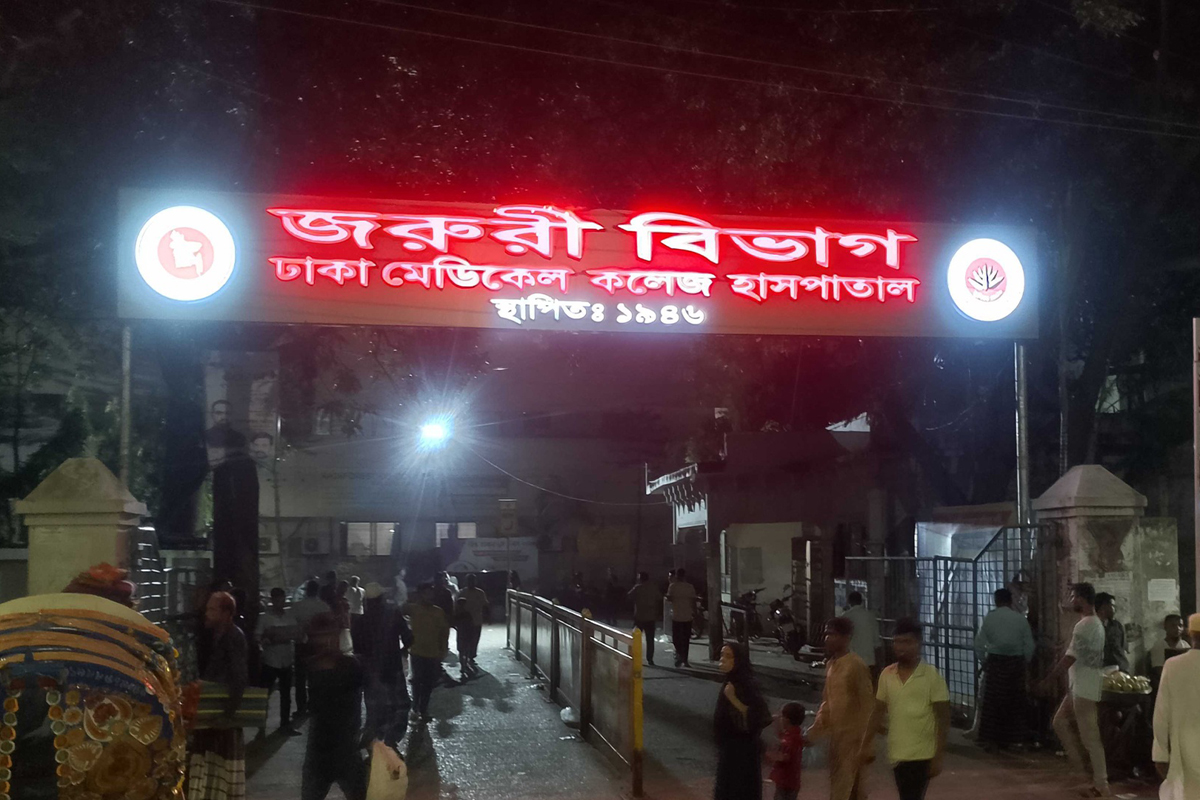 জরুরী বিভাগ
ঢাকা মেডিকেল কলেজ হাসপাতাল
স্থাপিতঃ ১৯৪৬